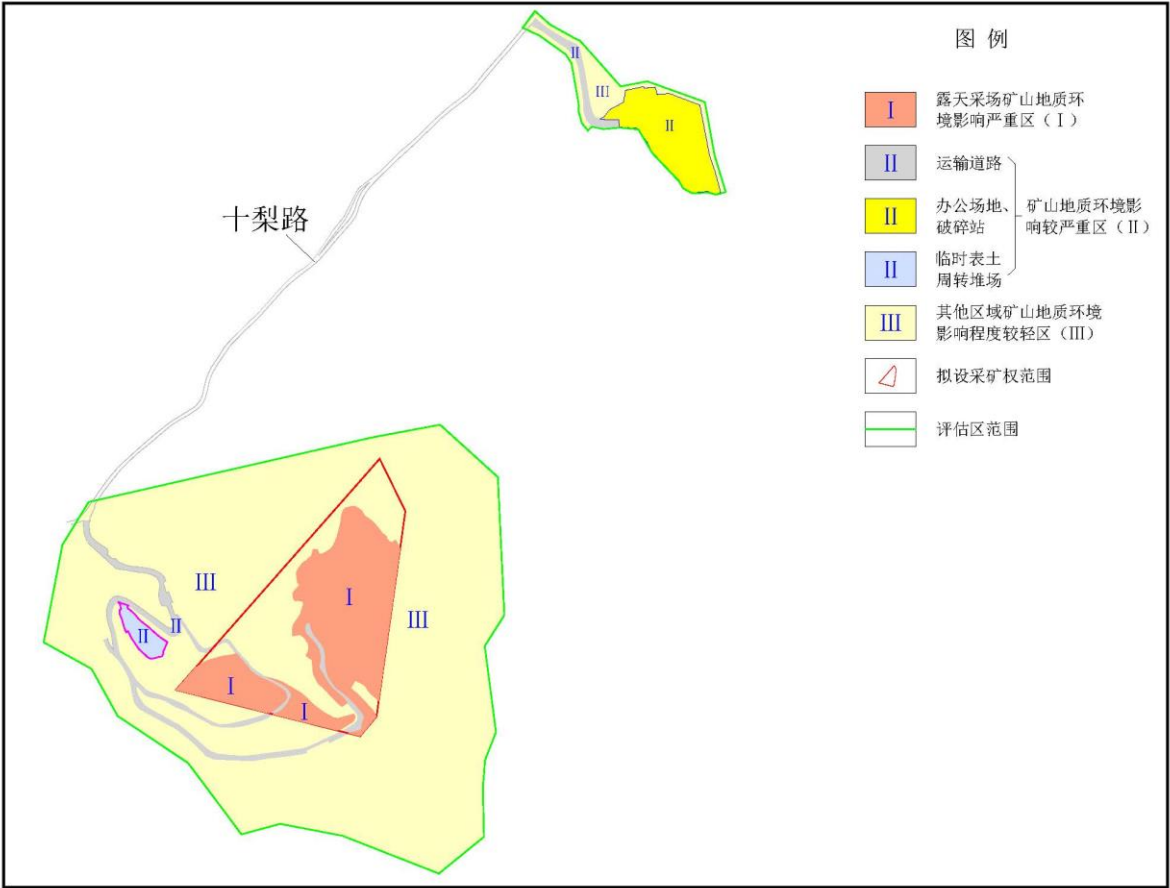 图 例
Ⅰ
露天采场矿山地质环
境影响严重区（Ⅰ）
Ⅱ
运输道路
Ⅱ
办公场地、
破碎站
矿山地质环境影
响较严重区（Ⅱ）
Ⅱ
临时表土
周转堆场
Ⅲ
其他区域矿山地质环境
影响程度较轻区（Ⅲ）
拟设采矿权范围
评估区范围
Ⅱ
Ⅲ
Ⅱ
十梨路
Ⅲ
Ⅰ
Ⅲ
Ⅱ
Ⅱ
Ⅰ
Ⅰ